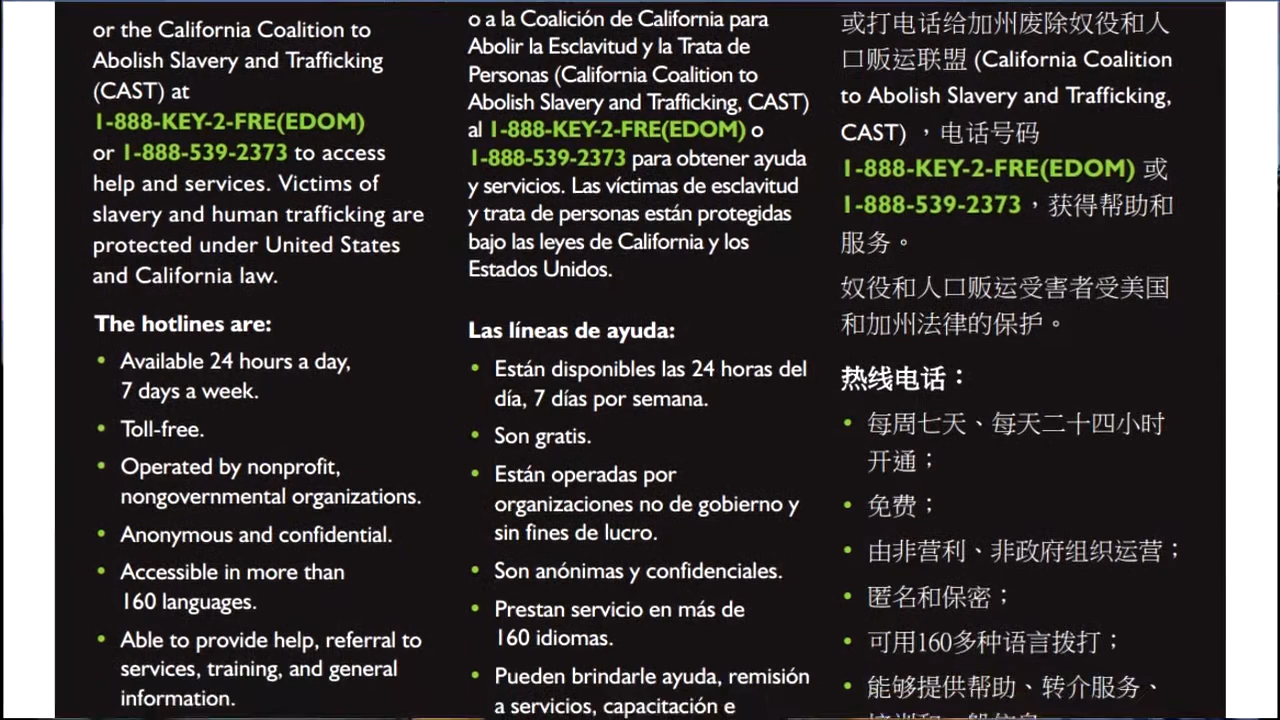 or the California Coalition to
Abolish Slavery and Trafficking
(CAST) at
1-888-KEY-2-FRE(EDOM)
or 1-888-539-2373 to access
help and services. Victims of
slavery and human trafficking are
protected under United States
and California law.
The hotlines are:
• Available 24 hours a day,
7 days a week.
• Toll-free.
• Operated by nonprofit,
nongovernmental organizations.
• Anonymous and confidential.
• Accessible in more than
160 languages.
• Able to provide help, referral to
services, training, and general
information.
o a la Coalición de California para
Abolir la Esclavitud y la Trata de
Personas (California Coalition to
Abolish Slavery and Trafficking, CAST)
al 1-888-KEY-2-FRE(EDOM) o
1-888-539-2373 para obtener ayuda
y servicios. Las víctimas de esclavitud
y trata de personas están protegidas
bajo las leyes de California y los
Estados Unidos.
Las líneas de ayuda:
• Están disponibles las 24 horas del
día, 7 días por semana.
• Son gratis.
• Están operadas por
organizaciones no de gobierno y
sin fines de lucro.
• Son anónimas y confidenciales.
• Prestan servicio en más de
160 idiomas.
• Pueden brindarle ayuda, remisión
a servicios, capacitación e
或打电话给加州废除奴役和人
口贩运联盟 (California Coalition
to Abolish Slavery and Trafficking,
CAST) ，电话号码
1-888-KEY-2-FRE(EDOM) 或
1-888-539-2373，获得帮助和
服务。
奴役和人口贩运受害者受美国
和加州法律的保护。
热线电话：
• 每周七天、每天二十四小时
开通；
• 免费；
• 由非营利、非政府组织运营；
• 匿名和保密；
• 可用160多种语言拨打；
• 能够提供帮助、转介服务、